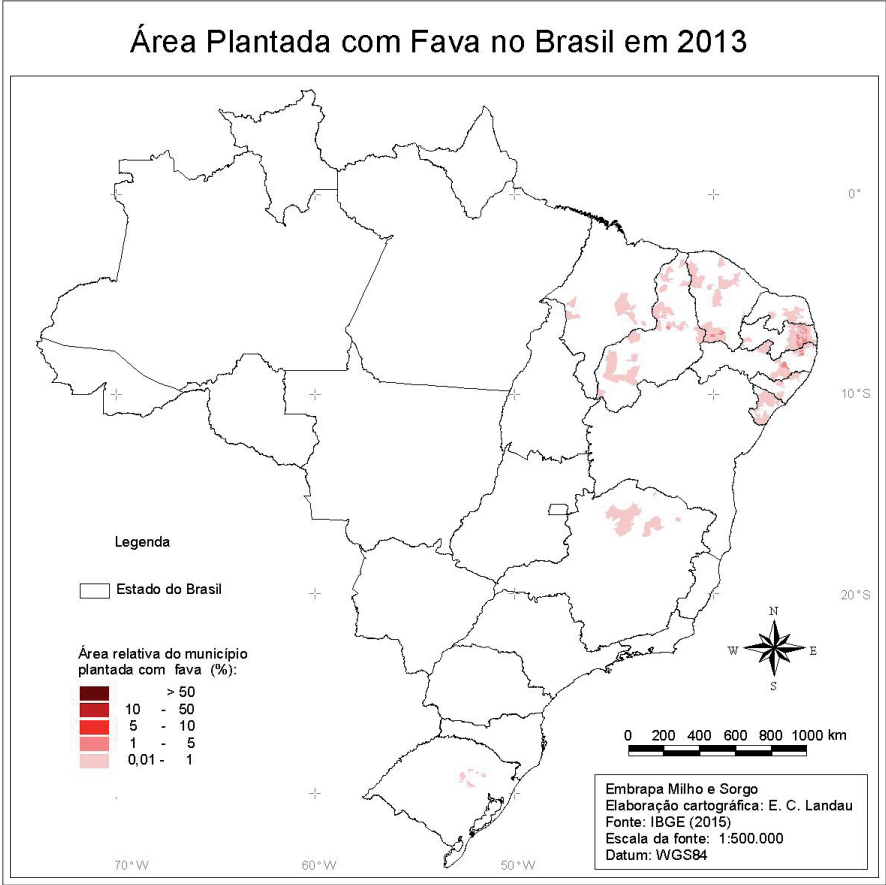 Área Plantada com Fava no Brasil em 2013
0°
10°S
20°S
Legenda
Estado do Brasil
Área relativa do município
plantada com fava (%):
> 50
10 - 50
5 - 10
1 - 5
0,01 - 1
N
W E
S
0 200 400 600 800 1000 km
Embrapa Milho e Sorgo
Elaboração cartográfica: E. C. Landau
Fonte: IBGE (2015)
Escala da fonte: 1:500.000
Datum: WGS84
70°W 60°W 50°W